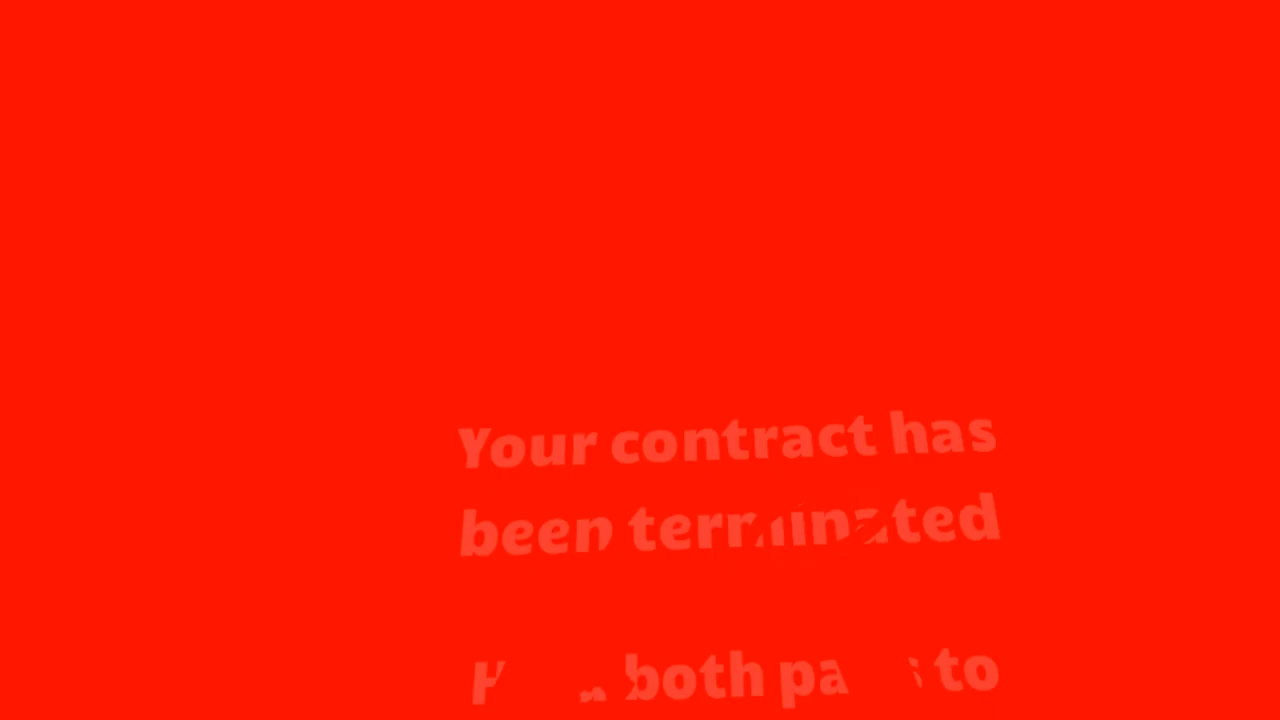 Your contract has
been terminated
both to